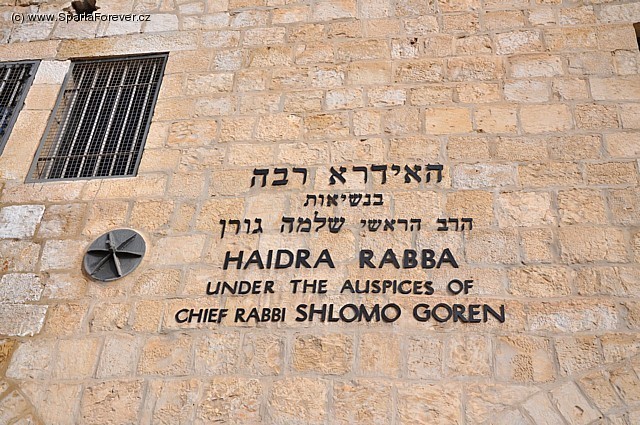 (c) www.SpartaForever.cz
האידרא רבה
בנשיאות
הרב הראשי שלמה גורן
HAIDRA RABBA
UNDER THE AUSPICES OF
CHIEF RABBI SHLOMO GOREN